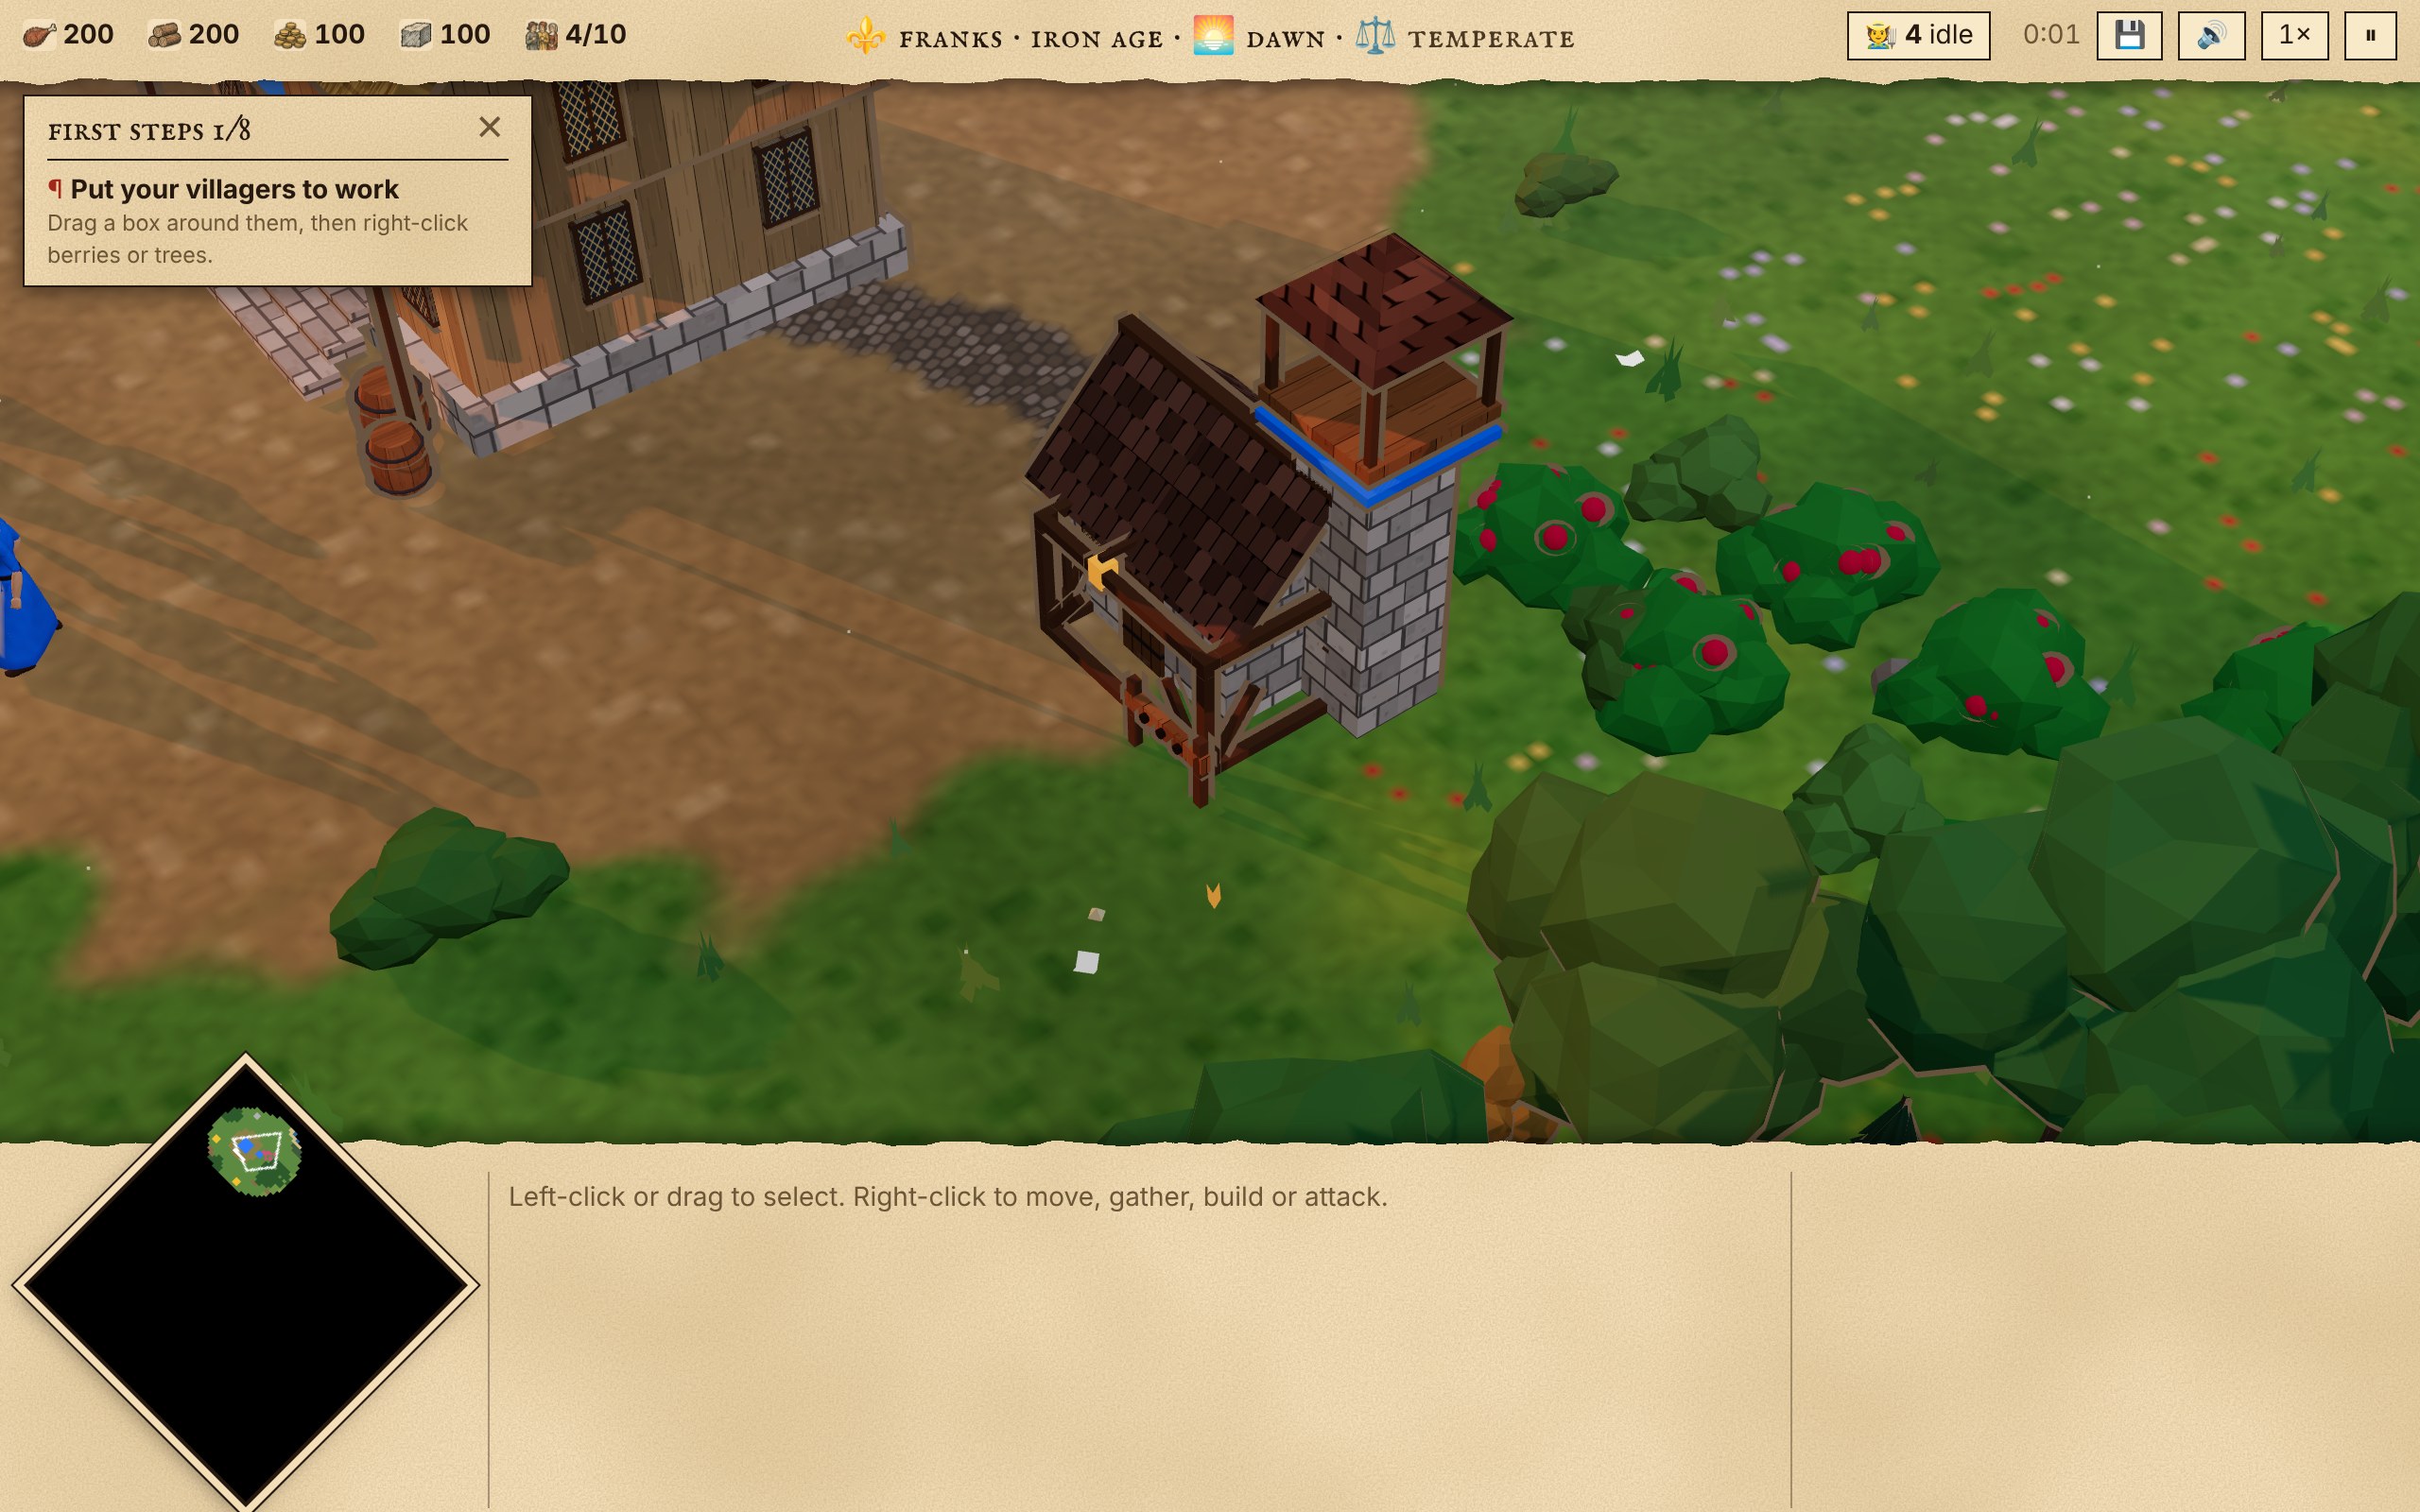 200 200 100 100 4/10
FRANKS · IRON AGE · DAWN · TEMPERATE
4 idle 0:01 1×
FIRST STEPS 1/8
¶ Put your villagers to work
Drag a box around them, then right-click
berries or trees.
Left-click or drag to select. Right-click to move, gather, build or attack.